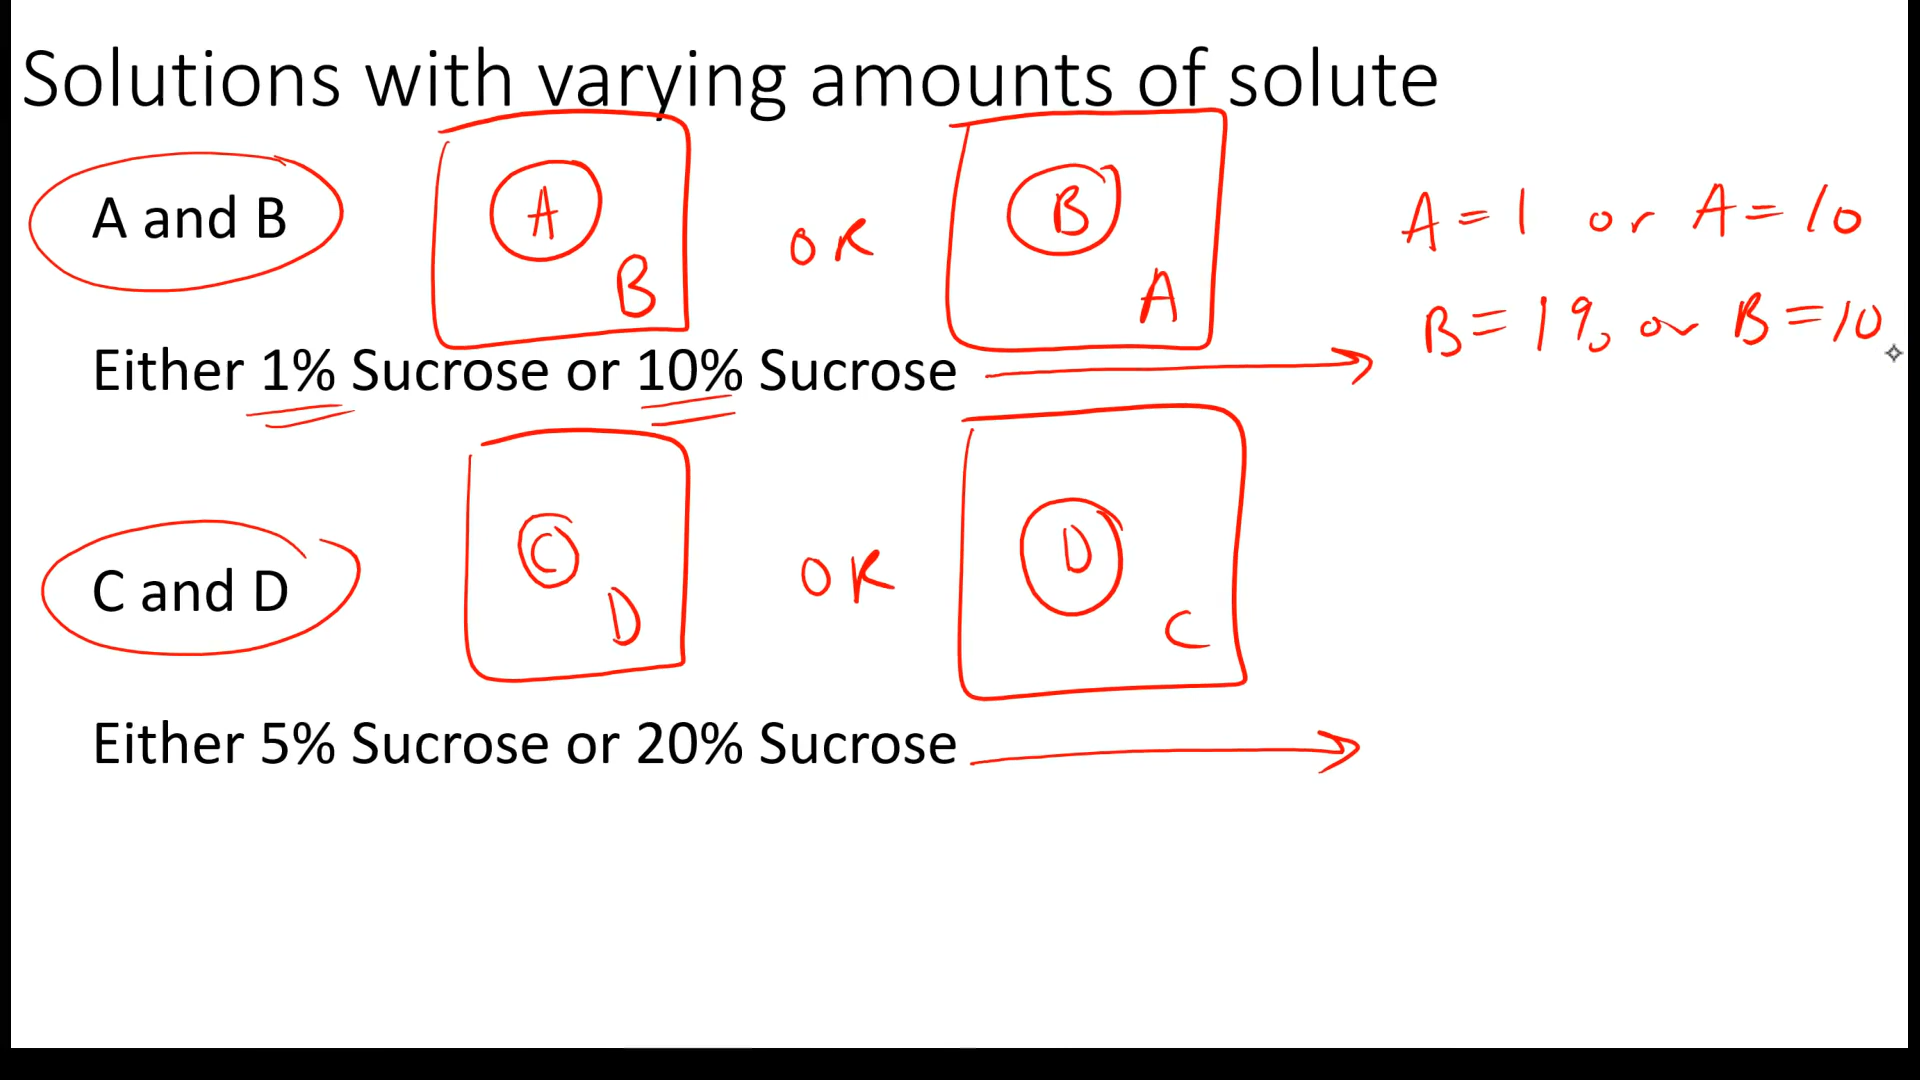 Solutions with varying amounts of solute
A and B
A
B
OR
B
A
A = 1 or A = 10
B = 1% or B = 10
Either 1% Sucrose or 10% Sucrose
C and D
C
D
OR
D
C
Either 5% Sucrose or 20% Sucrose